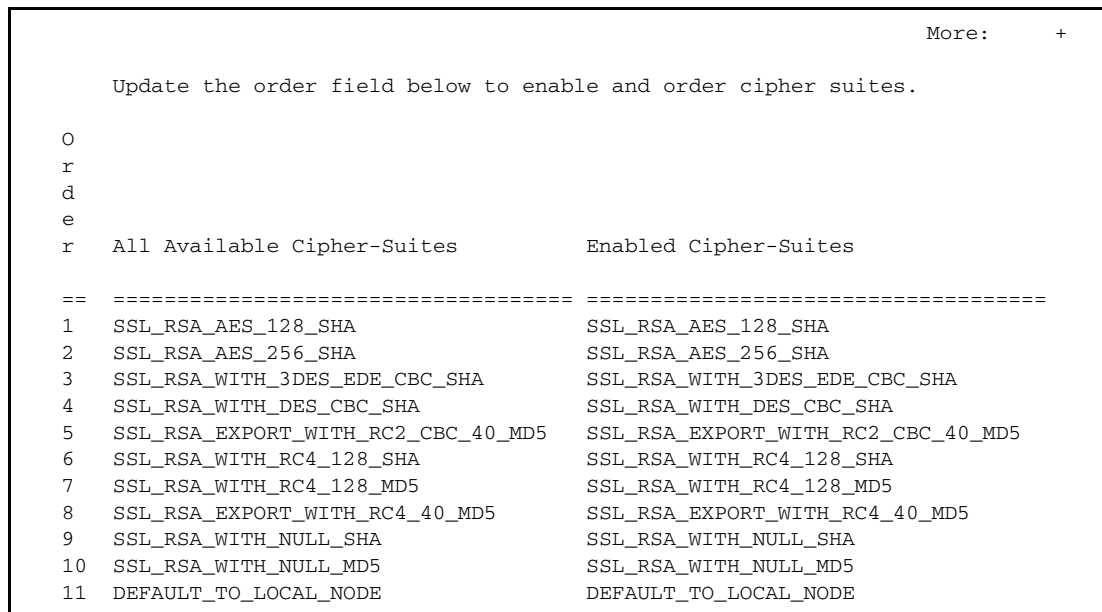 More: +
Update the order field below to enable and order cipher suites.
O
r
d
e
r All Available Cipher-Suites Enabled Cipher-Suites
== ==================================== ====================================
1 SSL_RSA_AES_128_SHA SSL_RSA_AES_128_SHA
2 SSL_RSA_AES_256_SHA SSL_RSA_AES_256_SHA
3 SSL_RSA_WITH_3DES_EDE_CBC_SHA SSL_RSA_WITH_3DES_EDE_CBC_SHA
4 SSL_RSA_WITH_DES_CBC_SHA SSL_RSA_WITH_DES_CBC_SHA
5 SSL_RSA_EXPORT_WITH_RC2_CBC_40_MD5 SSL_RSA_EXPORT_WITH_RC2_CBC_40_MD5
6 SSL_RSA_WITH_RC4_128_SHA SSL_RSA_WITH_RC4_128_SHA
7 SSL_RSA_WITH_RC4_128_MD5 SSL_RSA_WITH_RC4_128_MD5
8 SSL_RSA_EXPORT_WITH_RC4_40_MD5 SSL_RSA_EXPORT_WITH_RC4_40_MD5
9 SSL_RSA_WITH_NULL_SHA SSL_RSA_WITH_NULL_SHA
10 SSL_RSA_WITH_NULL_MD5 SSL_RSA_WITH_NULL_MD5
11 DEFAULT_TO_LOCAL_NODE DEFAULT_TO_LOCAL_NODE